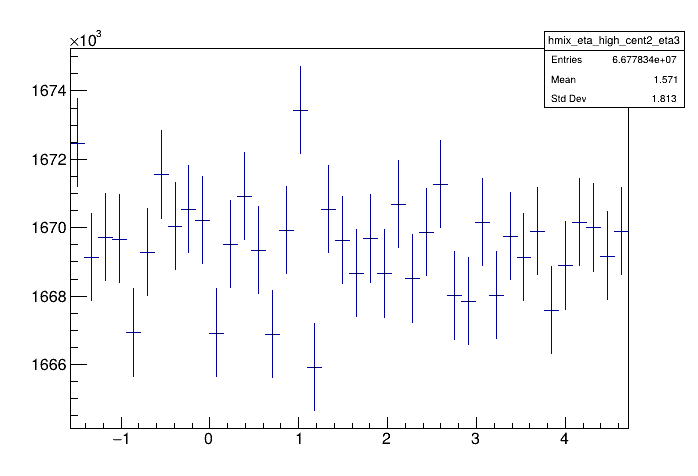 ×10³
hmix_eta_high_cent2_eta3
Entries 6.677834e+07
Mean 1.571
Std Dev 1.813
1674
1672
1670
1668
1666
−1 0 1 2 3 4